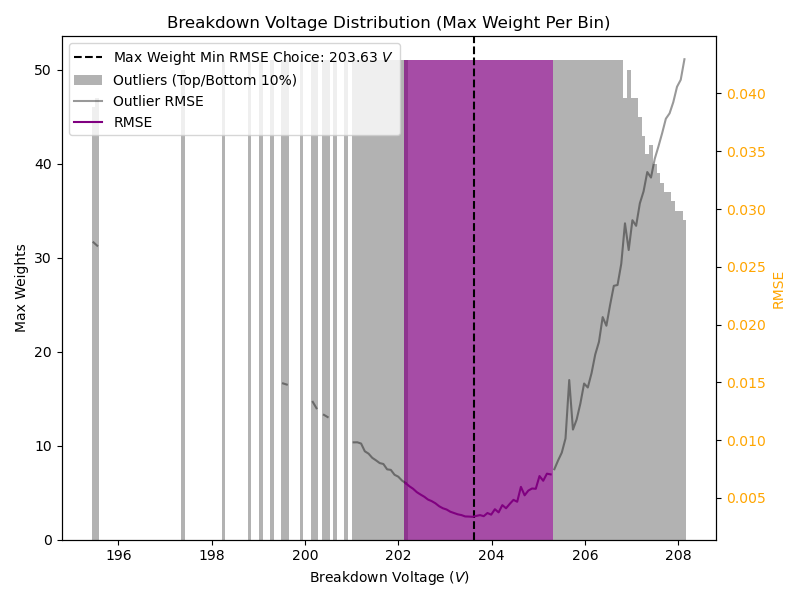 Breakdown Voltage Distribution (Max Weight Per Bin)
Max Weight Min RMSE Choice: 203.63 V
Outliers (Top/Bottom 10%)
Outlier RMSE
RMSE
50
40
30
20
10
0
Max Weights
0.040
0.035
0.030
0.025
0.020
0.015
0.010
0.005
RMSE
196
198
200
202
204
206
208
Breakdown Voltage (V)